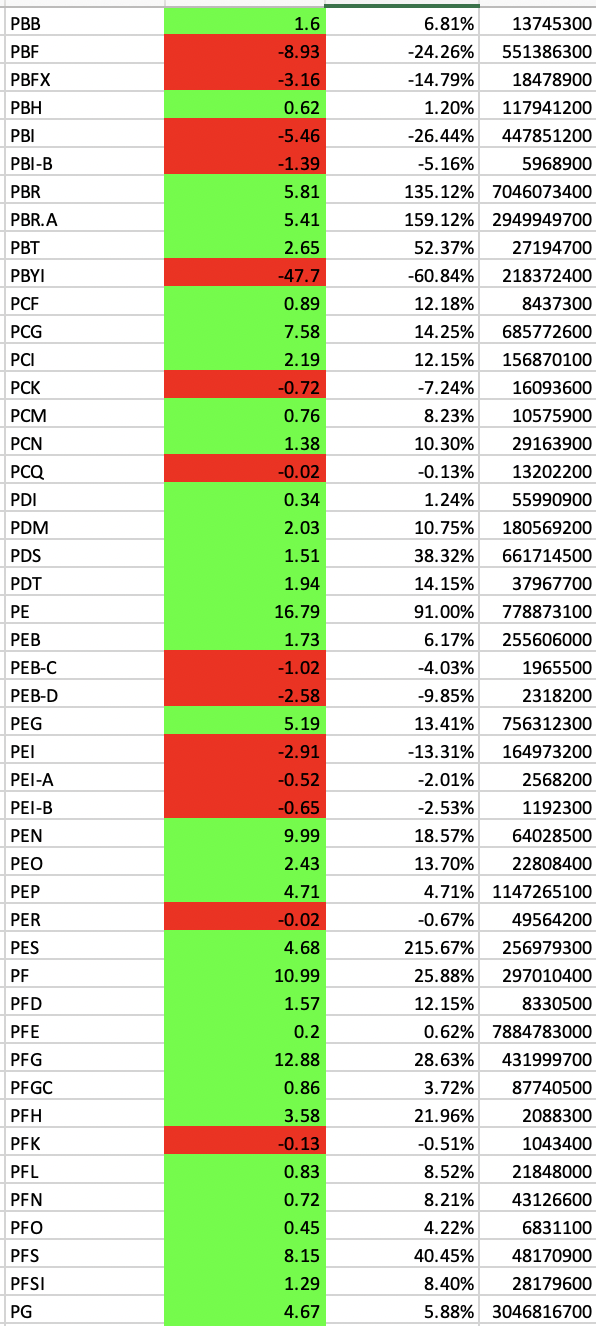 PBB 1.6 6.81% 13745300
PBF -8.93 -24.26% 551386300
PBFX -3.16 -14.79% 18478900
PBH 0.62 1.20% 117941200
PBI -5.46 -26.44% 447851200
PBI-B -1.39 -5.16% 5968900
PBR 5.81 135.12% 7046073400
PBR.A 5.41 159.12% 2949949700
PBT 2.65 52.37% 27194700
PBYI -47.7 -60.84% 218372400
PCF 0.89 12.18% 8437300
PCG 7.58 14.25% 685772600
PCI 2.19 12.15% 156870100
PCK -0.72 -7.24% 16093600
PCM 0.76 8.23% 10575900
PCN 1.38 10.30% 29163900
PCQ -0.02 -0.13% 13202200
PDI 0.34 1.24% 55990900
PDM 2.03 10.75% 180569200
PDS 1.51 38.32% 661714500
PDT 1.94 14.15% 37967700
PE 16.79 91.00% 778873100
PEB 1.73 6.17% 255606000
PEB-C -1.02 -4.03% 1965500
PEB-D -2.58 -9.85% 2318200
PEG 5.19 13.41% 756312300
PEI -2.91 -13.31% 164973200
PEI-A -0.52 -2.01% 2568200
PEI-B -0.65 -2.53% 1192300
PEN 9.99 18.57% 64028500
PEO 2.43 13.70% 22808400
PEP 4.71 4.71% 1147265100
PER -0.02 -0.67% 49564200
PES 4.68 215.67% 256979300
PF 10.99 25.88% 297010400
PFD 1.57 12.15% 8330500
PFE 0.2 0.62% 7884783000
PFG 12.88 28.63% 431999700
PFGC 0.86 3.72% 87740500
PFH 3.58 21.96% 2088300
PFK -0.13 -0.51% 1043400
PFL 0.83 8.52% 21848000
PFN 0.72 8.21% 43126600
PFO 0.45 4.22% 6831100
PFS 8.15 40.45% 48170900
PFSI 1.29 8.40% 28179600
PG 4.67 5.88% 3046816700